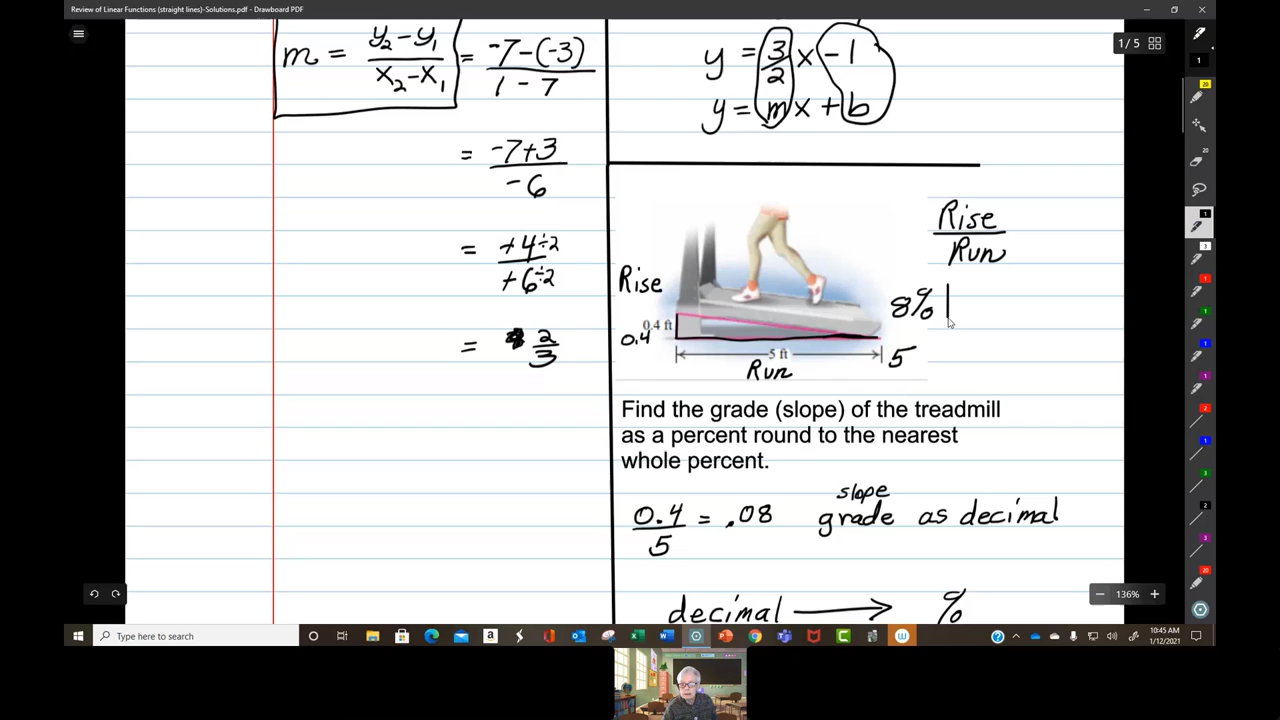 Review of Linear Functions (straight lines)-Solutions.pdf - Drawboard PDF
1/5
m = y₂-y₁ / x₂-x₁ = -7-(-3) / 1-7
= -7+3 / -6
= +4÷2 / +6÷2
= 2/3
y = 3/2 x -1
y = mx + b
Rise
Run
Rise
0.4 ft
0.4
8%
5 ft
5
Run
Find the grade (slope) of the treadmill
as a percent round to the nearest
whole percent.
slope
0.4/5 = .08 grade as decimal
decimal → %
136%
Type here to search
10:45 AM
1/12/2021